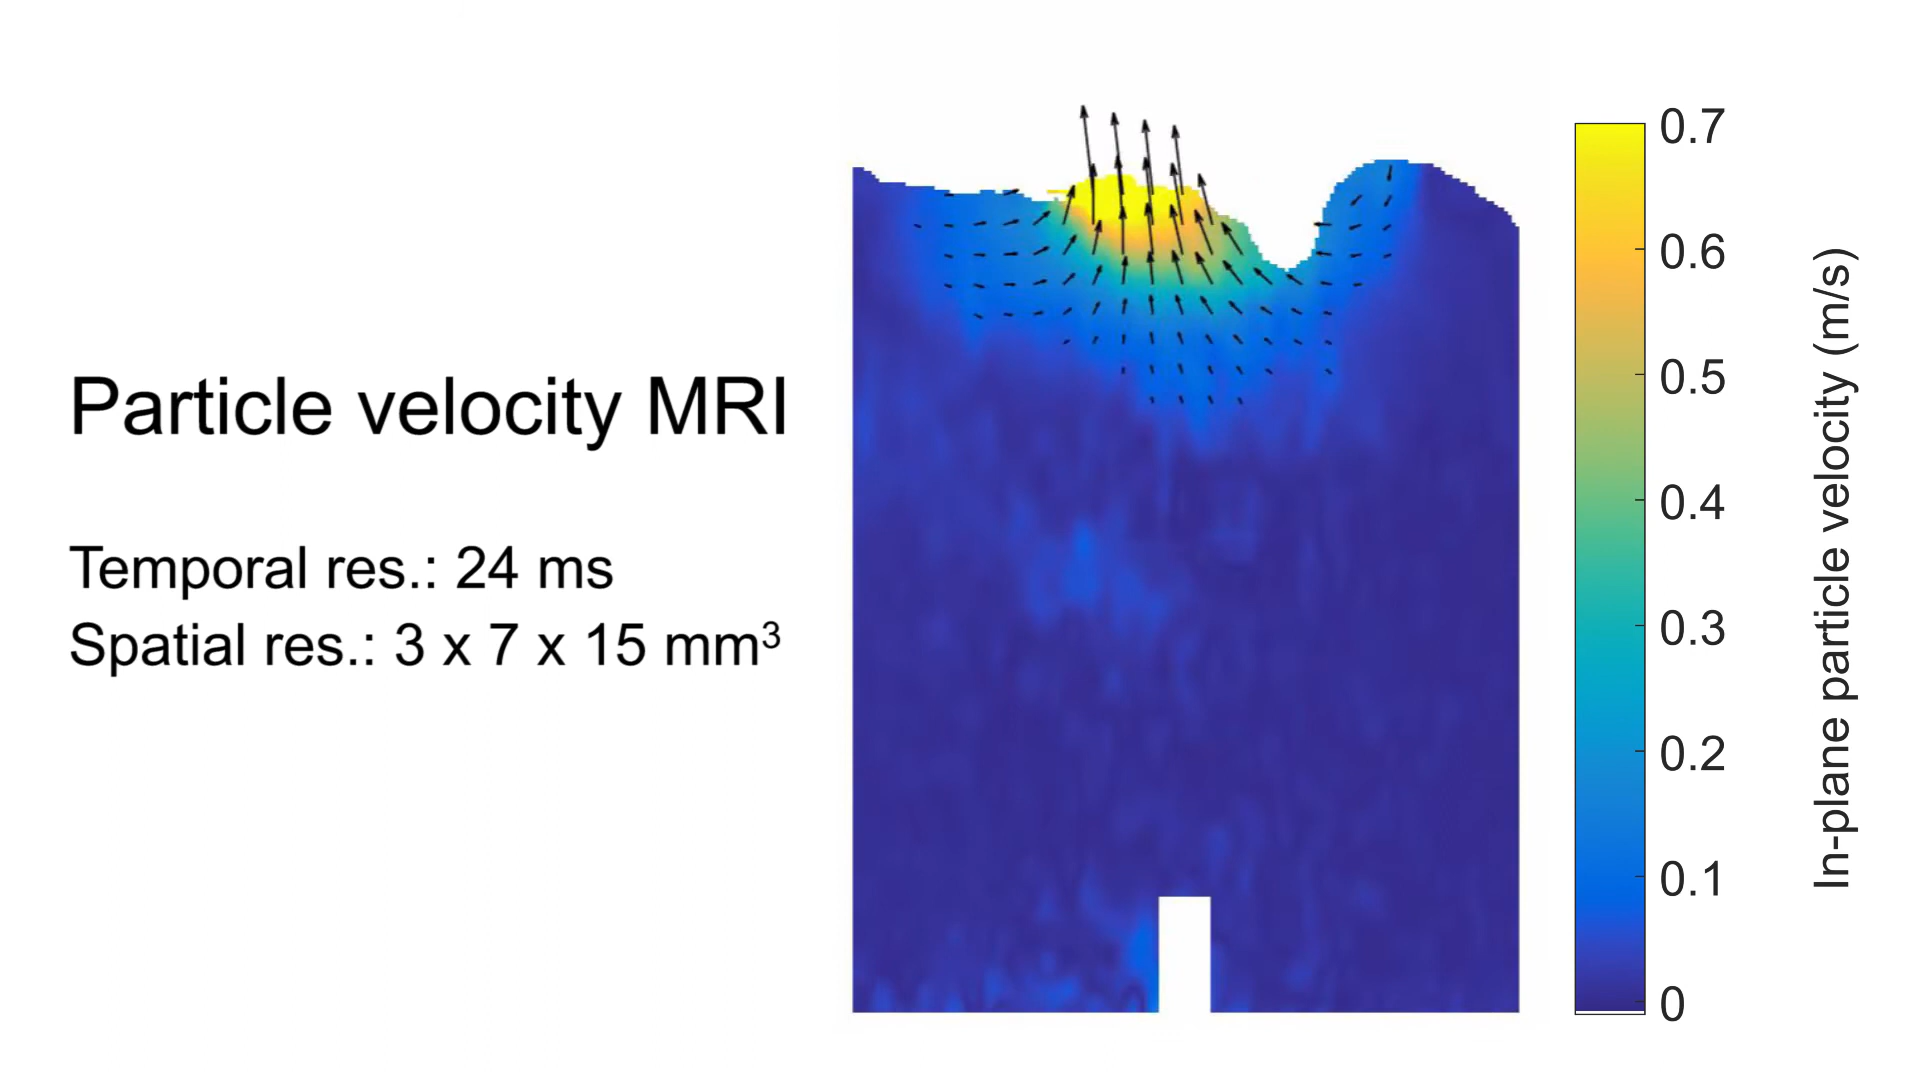 Particle velocity MRI
Temporal res.: 24 ms
Spatial res.: 3 x 7 x 15 mm³
0.7
0.6
0.5
0.4
0.3
0.2
0.1
0
In-plane particle velocity (m/s)